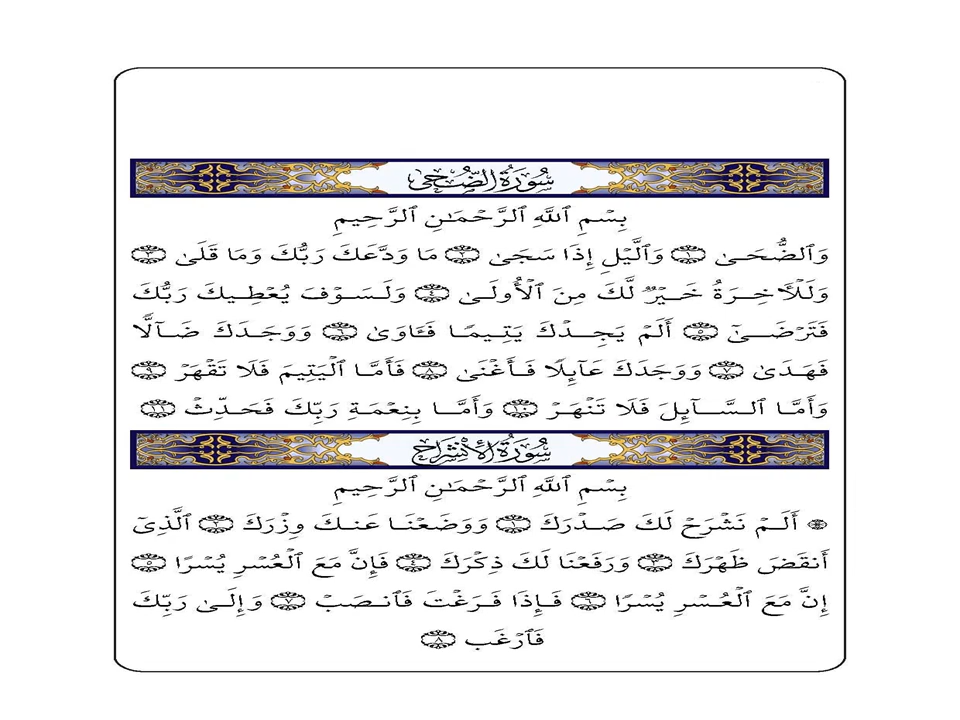 سُورَةُ الضُّحَىٰ
بِسْمِ ٱللَّهِ ٱلرَّحْمَٰنِ ٱلرَّحِيمِ
وَٱلضُّحَىٰ ١ وَٱلَّيْلِ إِذَا سَجَىٰ ٢ مَا وَدَّعَكَ رَبُّكَ وَمَا قَلَىٰ ٣
وَلَلْأٓخِرَةُ خَيْرٌ لَّكَ مِنَ ٱلْأُولَىٰ ٤ وَلَسَوْفَ يُعْطِيكَ رَبُّكَ
فَتَرْضَىٰٓ ٥ أَلَمْ يَجِدْكَ يَتِيمًا فَـَٔاوَىٰ ٦ وَوَجَدَكَ ضَآلًّا
فَهَدَىٰ ٧ وَوَجَدَكَ عَآئِلًا فَأَغْنَىٰ ٨ فَأَمَّا ٱلْيَتِيمَ فَلَا تَقْهَرْ ٩
وَأَمَّا ٱلسَّآئِلَ فَلَا تَنْهَرْ ١٠ وَأَمَّا بِنِعْمَةِ رَبِّكَ فَحَدِّثْ ١١
سُورَةُ الانْشِرَاحِ
بِسْمِ ٱللَّهِ ٱلرَّحْمَٰنِ ٱلرَّحِيمِ
۞ أَلَمْ نَشْرَحْ لَكَ صَدْرَكَ ١ وَوَضَعْنَا عَنكَ وِزْرَكَ ٢ ٱلَّذِىٓ
أَنقَضَ ظَهْرَكَ ٣ وَرَفَعْنَا لَكَ ذِكْرَكَ ٤ فَإِنَّ مَعَ ٱلْعُسْرِ يُسْرًا ٥
إِنَّ مَعَ ٱلْعُسْرِ يُسْرًا ٦ فَإِذَا فَرَغْتَ فَٱنصَبْ ٧ وَإِلَىٰ رَبِّكَ
فَٱرْغَب ٨